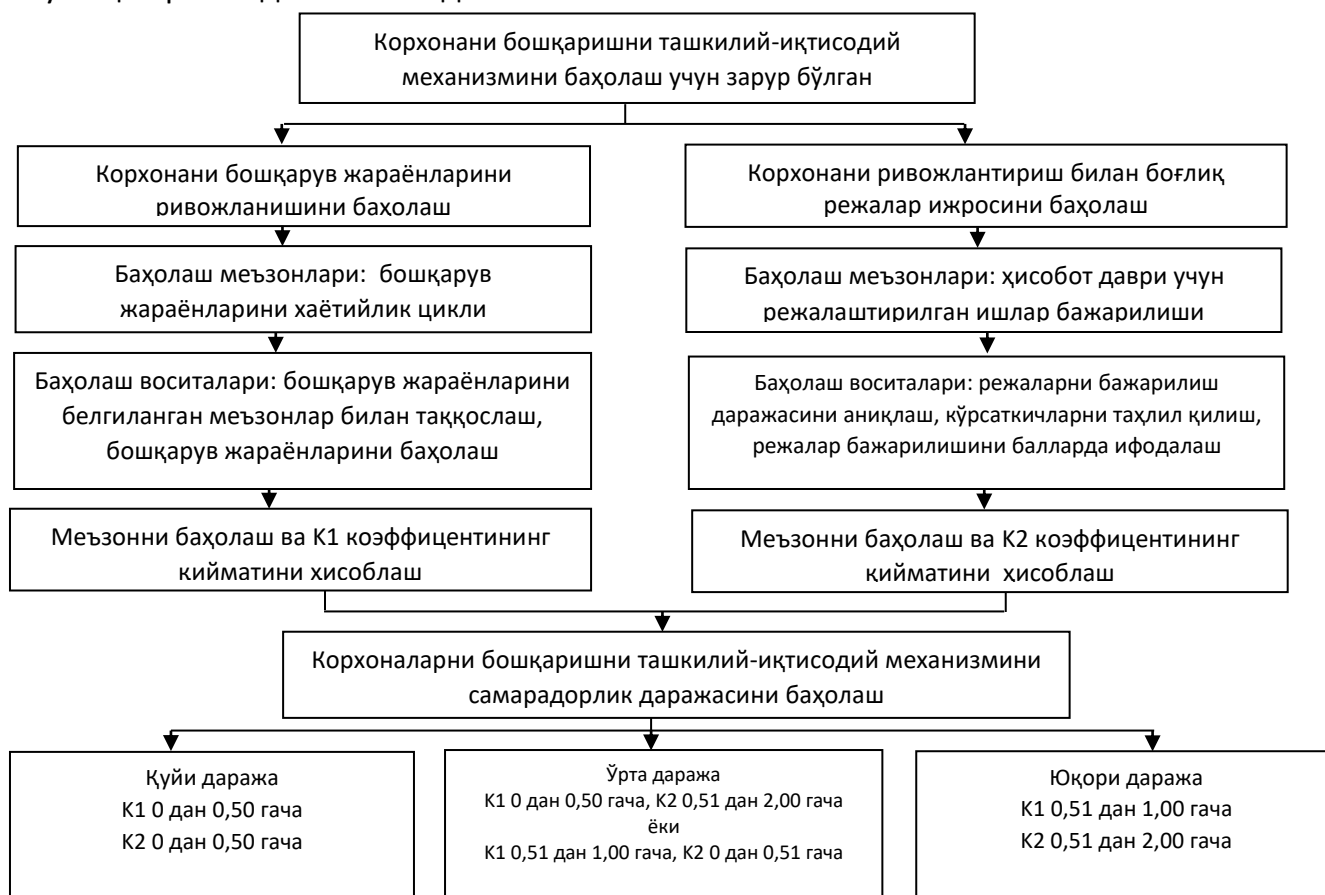 Корхонани бошқаришни ташкилий-иқтисодий
механизмини баҳолаш учун зарур бўлган
Корхонани бошқарув жараёнларини
ривожланишини баҳолаш
Корхонани ривожлантириш билан боғлиқ
режалар ижросини баҳолаш
Баҳолаш меъзонлари: бошқарув
жараёнларини хаётийлик цикли
Баҳолаш меъзонлари: ҳисобот даври учун
режалаштирилган ишлар бажарилиши
Баҳолаш воситалари: бошқарув жараёнларини
белгиланган меъзонлар билан таққослаш,
бошқарув жараёнларини баҳолаш
Баҳолаш воситалари: режаларни бажарилиш
даражасини аниқлаш, кўрсаткичларни таҳлил қилиш,
режалар бажарилишини балларда ифодалаш
Меъзонни баҳолаш ва К1 коэффицентининг
қийматини ҳисоблаш
Меъзонни баҳолаш ва К2 коэффицентининг
қийматини ҳисоблаш
Корхоналарни бошқаришни ташкилий-иқтисодий механизмини
самарадорлик даражасини баҳолаш
Қуйи даража
К1 0 дан 0,50 гача
К2 0 дан 0,50 гача
Ўрта даража
К1 0 дан 0,50 гача, К2 0,51 дан 2,00 гача
ёки
К1 0,51 дан 1,00 гача, К2 0 дан 0,51 гача
Юқори даража
К1 0,51 дан 1,00 гача
К2 0,51 дан 2,00 гача